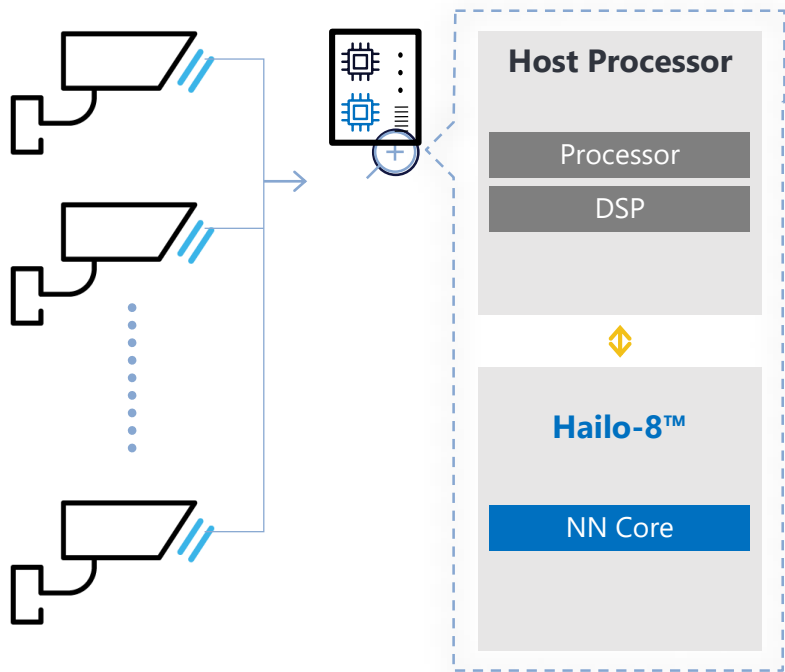 Host Processor
Processor
DSP
Hailo-8™
NN Core